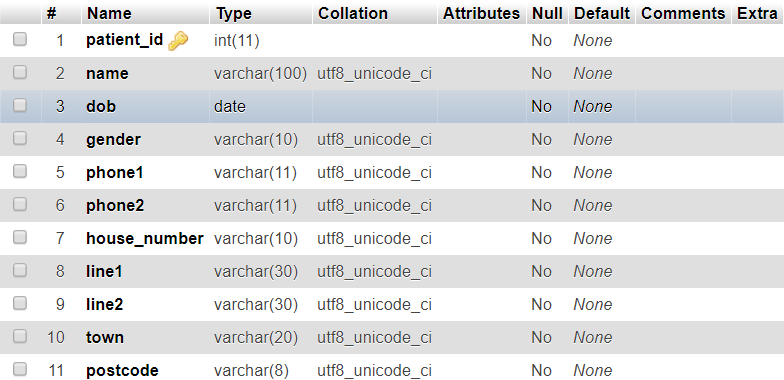 # Name Type Collation Attributes Null Default Comments Extra
1 patient_id int(11) No None
2 name varchar(100) utf8_unicode_ci No None
3 dob date No None
4 gender varchar(10) utf8_unicode_ci No None
5 phone1 varchar(11) utf8_unicode_ci No None
6 phone2 varchar(11) utf8_unicode_ci No None
7 house_number varchar(10) utf8_unicode_ci No None
8 line1 varchar(30) utf8_unicode_ci No None
9 line2 varchar(30) utf8_unicode_ci No None
10 town varchar(20) utf8_unicode_ci No None
11 postcode varchar(8) utf8_unicode_ci No None